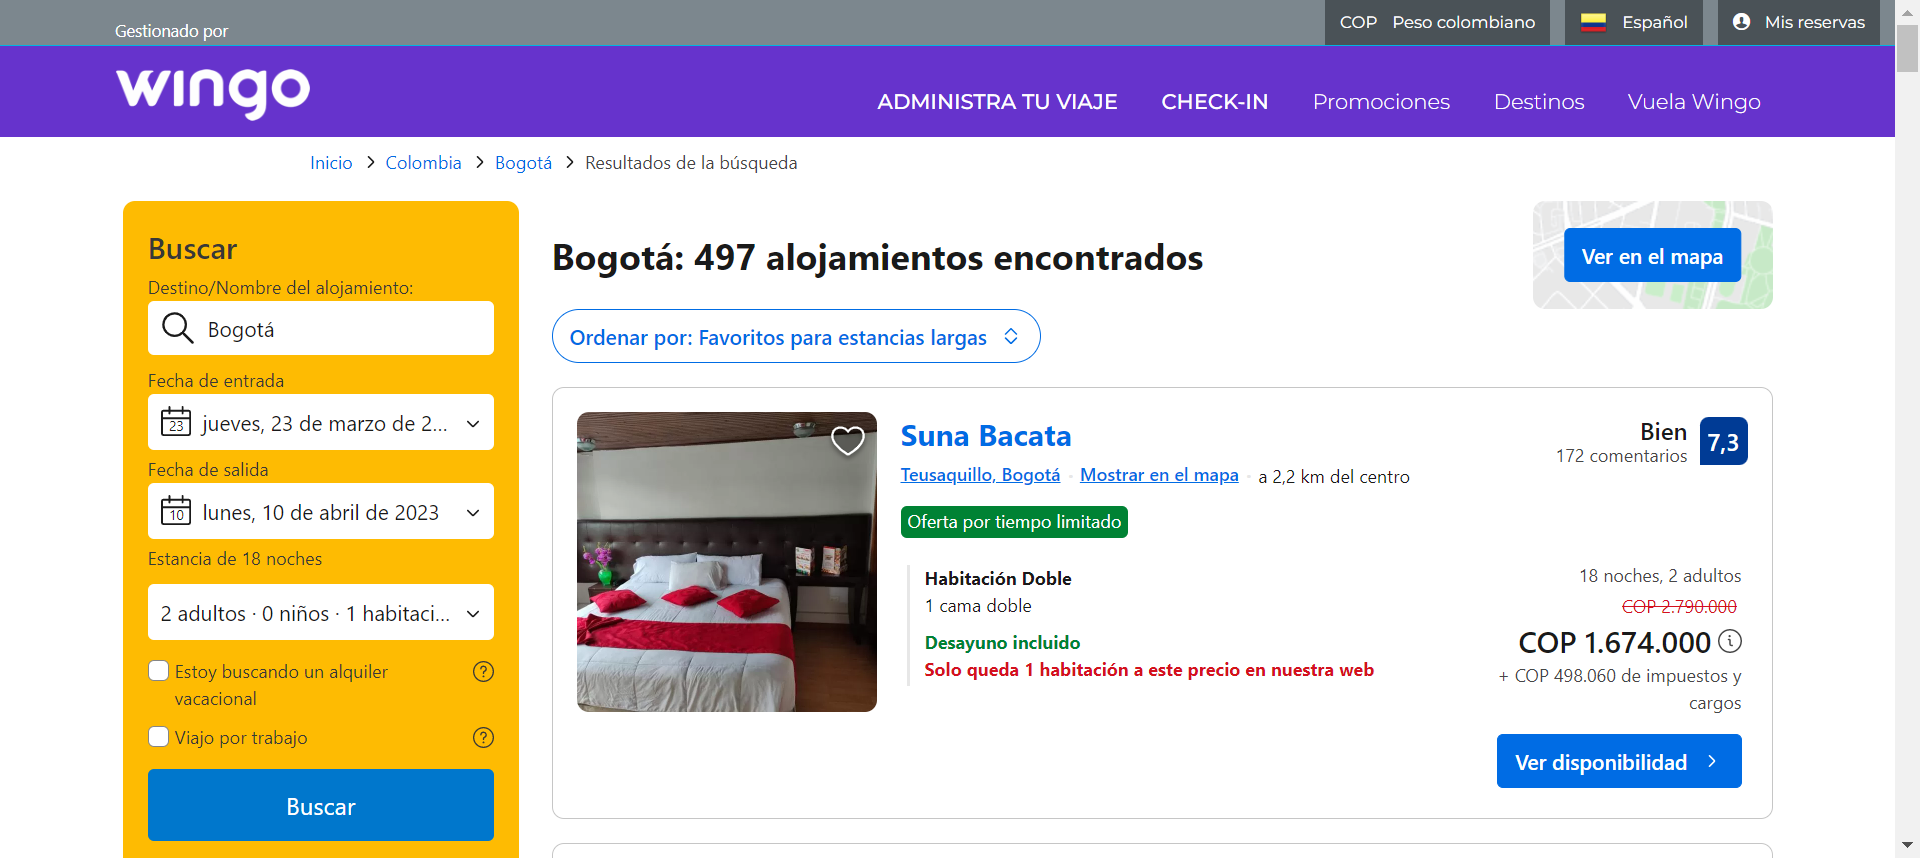 Gestionado por
COP Peso colombiano
Español
Mis reservas
wingo
ADMINISTRA TU VIAJE
CHECK-IN
Promociones
Destinos
Vuela Wingo
Inicio > Colombia > Bogotá > Resultados de la búsqueda
Buscar
Destino/Nombre del alojamiento:
Bogotá
Fecha de entrada
23
jueves, 23 de marzo de 2...
Fecha de salida
10
lunes, 10 de abril de 2023
Estancia de 18 noches
2 adultos · 0 niños · 1 habitaci...
Estoy buscando un alquiler
vacacional
?
Viajo por trabajo
?
Buscar
Bogotá: 497 alojamientos encontrados
Ver en el mapa
Ordenar por: Favoritos para estancias largas
Suna Bacata
Teusaquillo, Bogotá · Mostrar en el mapa · a 2,2 km del centro
Oferta por tiempo limitado
Bien
172 comentarios
7,3
Habitación Doble
1 cama doble
Desayuno incluido
Solo queda 1 habitación a este precio en nuestra web
18 noches, 2 adultos
COP 2.790.000
COP 1.674.000
+ COP 498.060 de impuestos y
cargos
Ver disponibilidad